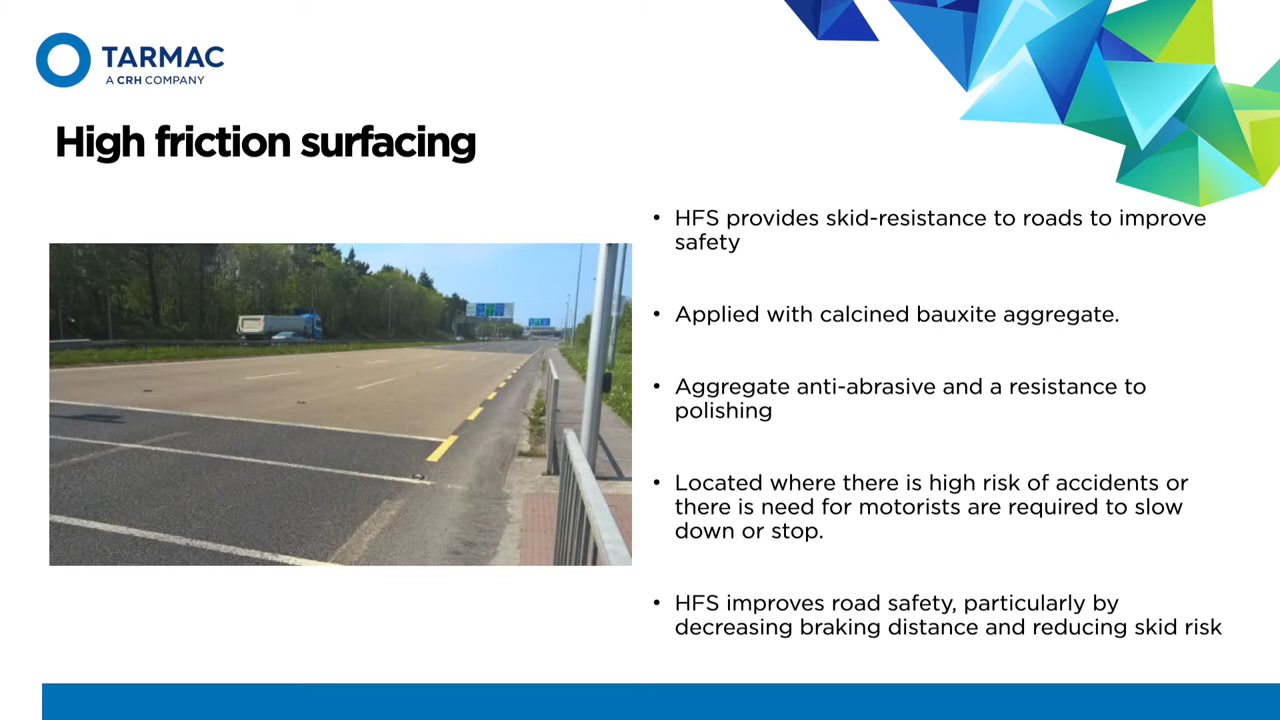 TARMAC
A CRH COMPANY
High friction surfacing
• HFS provides skid-resistance to roads to improve
safety
• Applied with calcined bauxite aggregate.
• Aggregate anti-abrasive and a resistance to
polishing
• Located where there is high risk of accidents or
there is need for motorists are required to slow
down or stop.
• HFS improves road safety, particularly by
decreasing braking distance and reducing skid risk